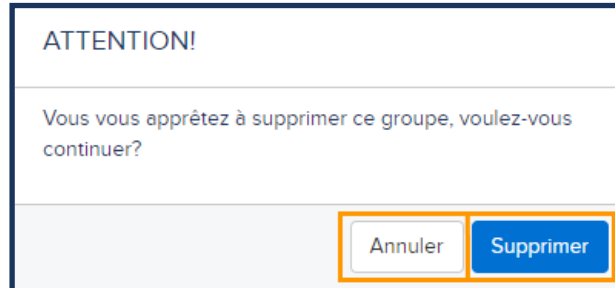 ATTENTION!
Vous vous apprêtez à supprimer ce groupe, voulez-vous
continuer?
Annuler Supprimer